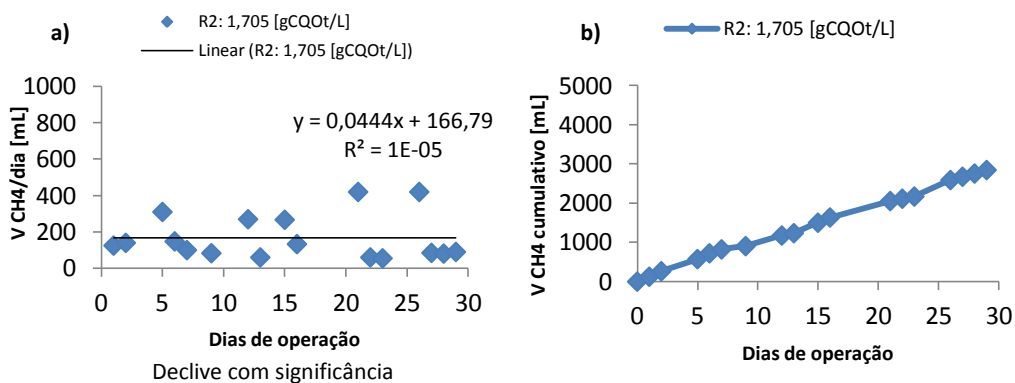 a)
R2: 1,705 [gCQOt/L]
Linear (R2: 1,705 [gCQOt/L])
V CH4/dia [mL]
1000
800
600
400
200
0
y = 0,0444x + 166,79
R² = 1E-05
0 5 10 15 20 25 30
Dias de operação
Declive com significância
b)
R2: 1,705 [gCQOt/L]
V CH4 cumulativo [mL]
5000
4000
3000
2000
1000
0
0 5 10 15 20 25 30
Dias de operação